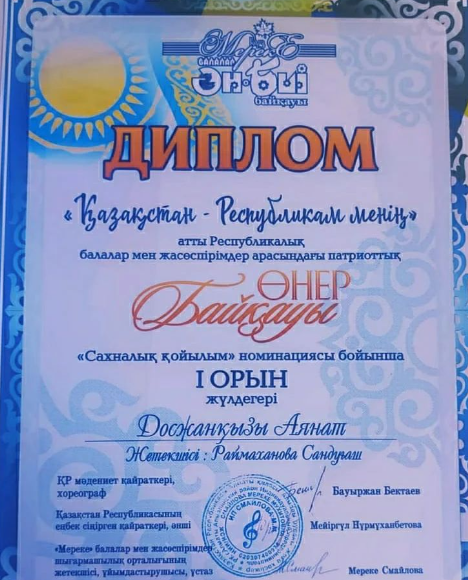 Мереке
БАЛАЛАР
ӘН-БИІ
байқауы
ДИПЛОМ
«Қазақстан - Республикам менің»
атты Республикалық
балалар мен жасөспірімдер арасындағы патриоттық
ӨНЕР
Байқауы
«Сахналық қойылым» номинациясы бойынша
I ОРЫН
жүлдегері
Досжанқызы Аянат
Жетекшісі : Раймаханова Сандуғаш
ҚР мәдениет қайраткері,
хореограф
Бауыржан Бектаев
Қазақстан Республикасының
еңбек сіңірген қайраткері, әнші
Мейіргүл Нұрмуханбетова
«Мереке» балалар мен жасөспірімдер
шығармашылық орталығының
жетекшісі, ұйымдастырушы, ұстаз
Мереке Смайлова